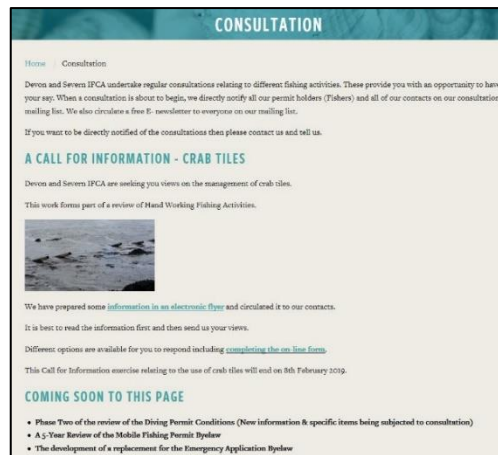 CONSULTATION
Home Consultation
Devon and Severn IFCA undertake regular consultations relating to different fishing activities. These provide you with an opportunity to have
your say. When a consultation is about to begin, we directly notify all our permit holders (Fishers) and all of our contacts on our consultation
mailing list. We also circulate a free E- newsletter to everyone on our mailing list.
If you want to be directly notified of the consultations then please contact us and tell us.
A CALL FOR INFORMATION - CRAB TILES
Devon and Severn IFCA are seeking you views on the management of crab tiles.
This work forms part of a review of Hand Working Fishing Activities.
We have prepared some information in an electronic flyer and circulated it to our contacts.
It is best to read the information first and then send us your views.
Different options are available for you to respond including completing the on-line form.
This Call for Information exercise relating to the use of crab tiles will end on 8th February 2019.
COMING SOON TO THIS PAGE
• Phase Two of the review of the Diving Permit Conditions (New information & specific items being subjected to consultation)
• A 5-Year Review of the Mobile Fishing Permit Byelaw
• The development of a replacement for the Emergency Application Byelaw